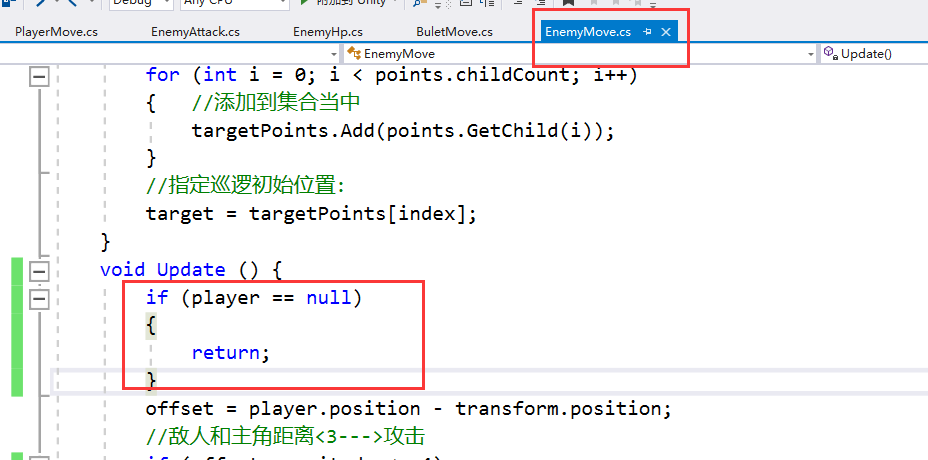 Debug Any CPU 附加到 Unity
PlayerMove.cs EnemyAttack.cs EnemyHp.cs BuletMove.cs EnemyMove.cs
EnemyMove Update()
for (int i = 0; i < points.childCount; i++)
{ //添加到集合当中
targetPoints.Add(points.GetChild(i));
}
//指定巡逻初始位置:
target = targetPoints[index];
}
void Update () {
if (player == null)
{
return;
}
offset = player.position - transform.position;
//敌人和主角距离<3--->攻击